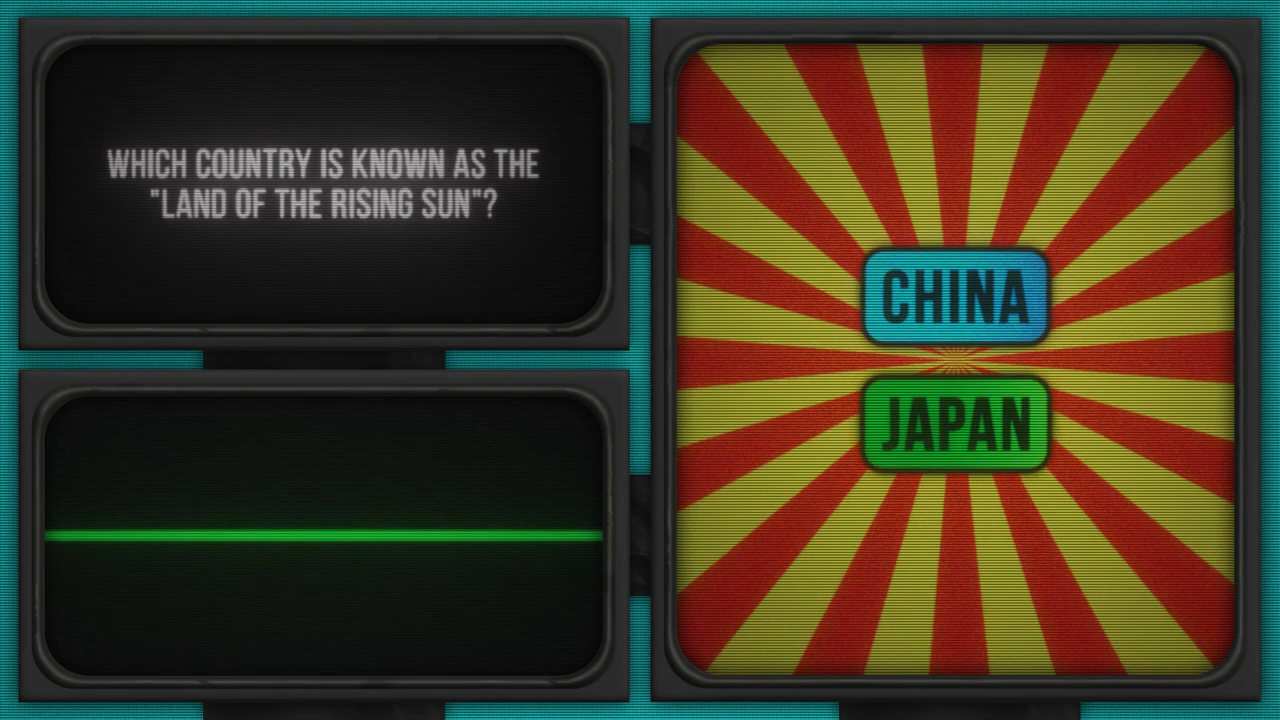 WHICH COUNTRY IS KNOWN AS THE
"LAND OF THE RISING SUN"?
CHINA
JAPAN